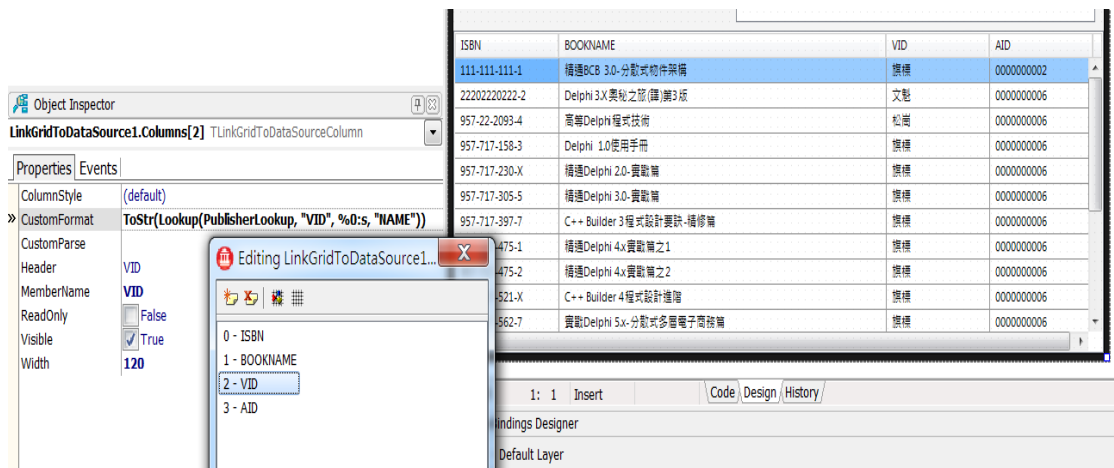 Object Inspector
LinkGridToDataSource1.Columns[2] TLinkGridToDataSourceColumn
Properties Events
ColumnStyle (default)
» CustomFormat ToStr(Lookup(PublisherLookup, "VID", %0:s, "NAME"))
CustomParse
Header VID
MemberName VID
ReadOnly False
Visible True
Width 120
Editing LinkGridToDataSource1... X
0 - ISBN
1 - BOOKNAME
2 - VID
3 - AID
ISBN BOOKNAME VID AID
111-111-111-1 精通BCB 3.0-分散式物件架構 旗標 0000000002
22202220222-2 Delphi 3.X奧秘之旅(譯)第3版 文魁 0000000006
957-22-2093-4 高等Delphi程式技術 松崗 0000000006
957-717-158-3 Delphi 1.0使用手冊 旗標 0000000006
957-717-230-X 精通Delphi 2.0-實戰篇 旗標 0000000006
957-717-305-5 精通Delphi 3.0-實戰篇 旗標 0000000006
957-717-397-7 C++ Builder 3程式設計要訣-精修篇 旗標 0000000006
-475-1 精通Delphi 4.x實戰篇之1 旗標 0000000006
-475-2 精通Delphi 4.x實戰篇之2 旗標 0000000006
-521-X C++ Builder 4程式設計進階 旗標 0000000006
-562-7 實戰Delphi 5.x-分散式多層電子商務篇 旗標 0000000006
1: 1 Insert Code Design History
indings Designer
Default Layer